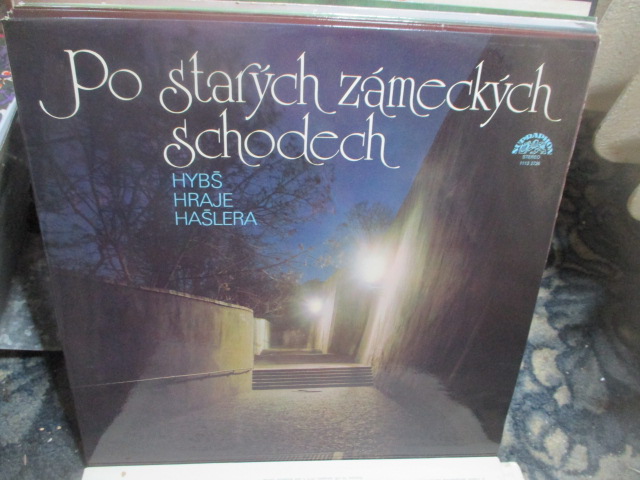 Po starých zámeckých
schodech
HYBŠ
HRAJE
HAŠLERA
SUPRAPHON
STEREO